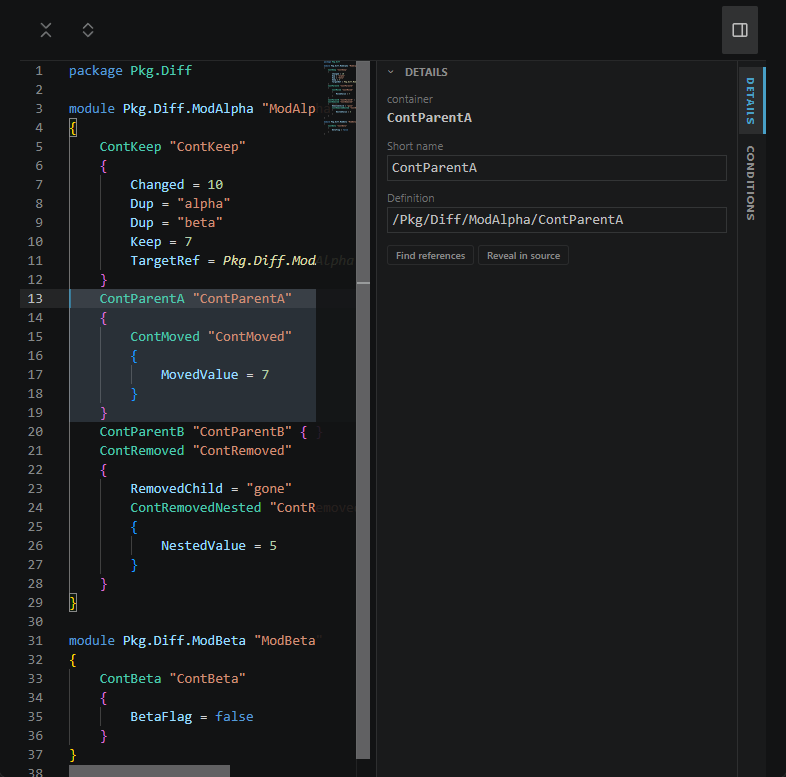 1 package Pkg.Diff
2
3 module Pkg.Diff.ModAlpha "ModAlp
4 {
5 ContKeep "ContKeep"
6 {
7 Changed = 10
8 Dup = "alpha"
9 Dup = "beta"
10 Keep = 7
11 TargetRef = Pkg.Diff.ModAlpha
12 }
13 ContParentA "ContParentA"
14 {
15 ContMoved "ContMoved"
16 {
17 MovedValue = 7
18 }
19 }
20 ContParentB "ContParentB" { }
21 ContRemoved "ContRemoved"
22 {
23 RemovedChild = "gone"
24 ContRemovedNested "ContRemove
25 {
26 NestedValue = 5
27 }
28 }
29 }
30
31 module Pkg.Diff.ModBeta "ModBeta
32 {
33 ContBeta "ContBeta"
34 {
35 BetaFlag = false
36 }
37 }
38
DETAILS
container
ContParentA
Short name
ContParentA
Definition
/Pkg/Diff/ModAlpha/ContParentA
Find references Reveal in source
DETAILS
CONDITIONS